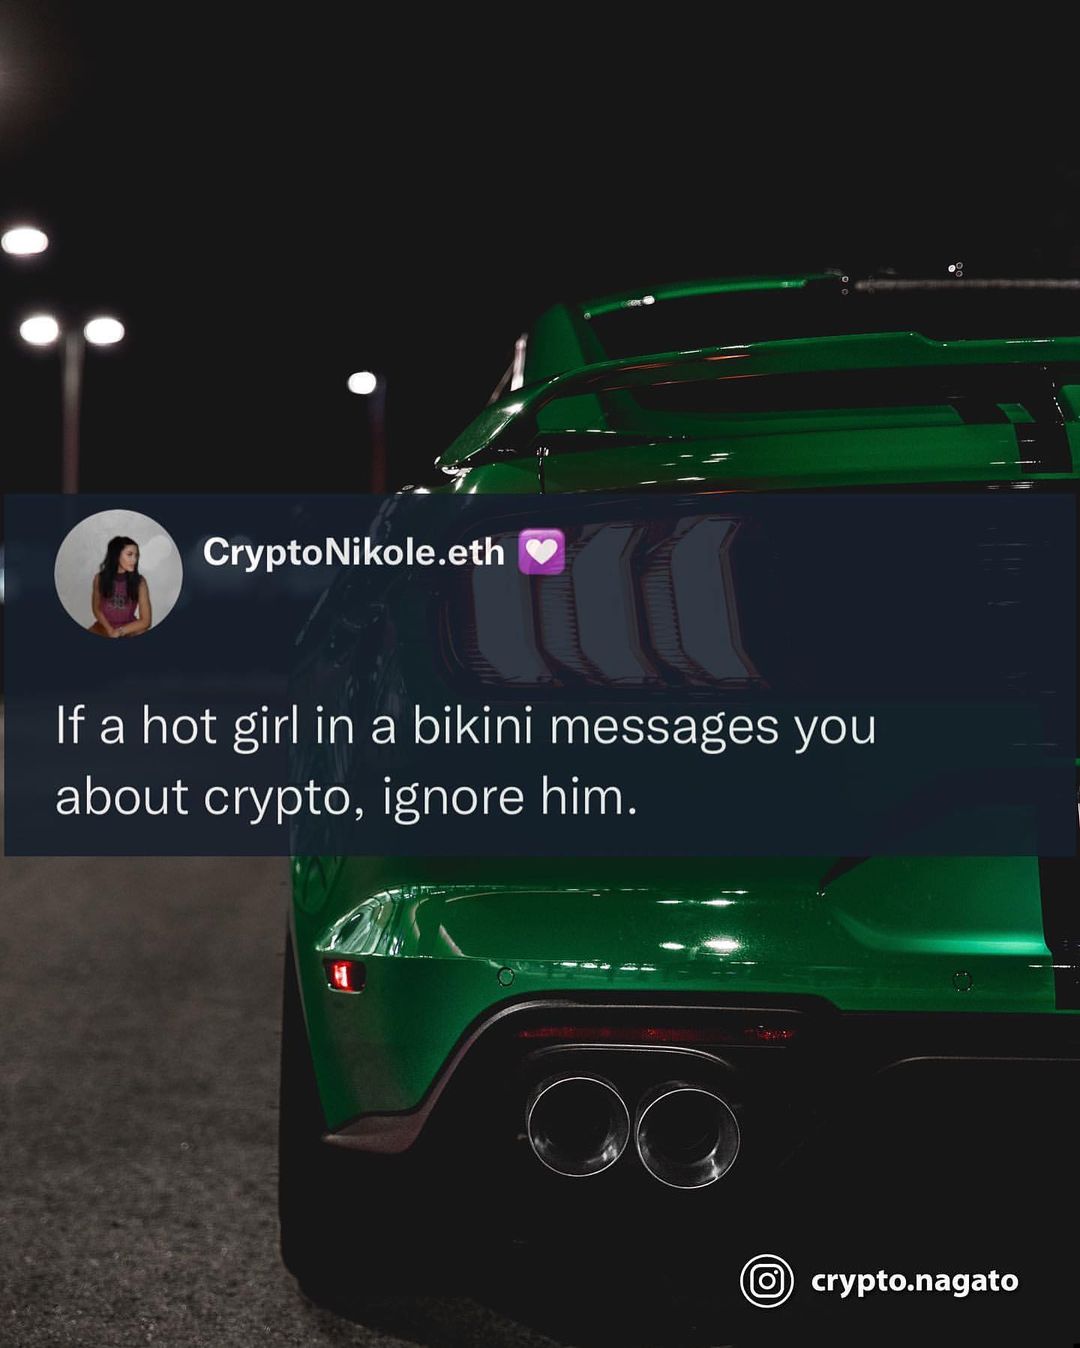 CryptoNikole.eth 💟
If a hot girl in a bikini messages you
about crypto, ignore him.
crypto.nagato